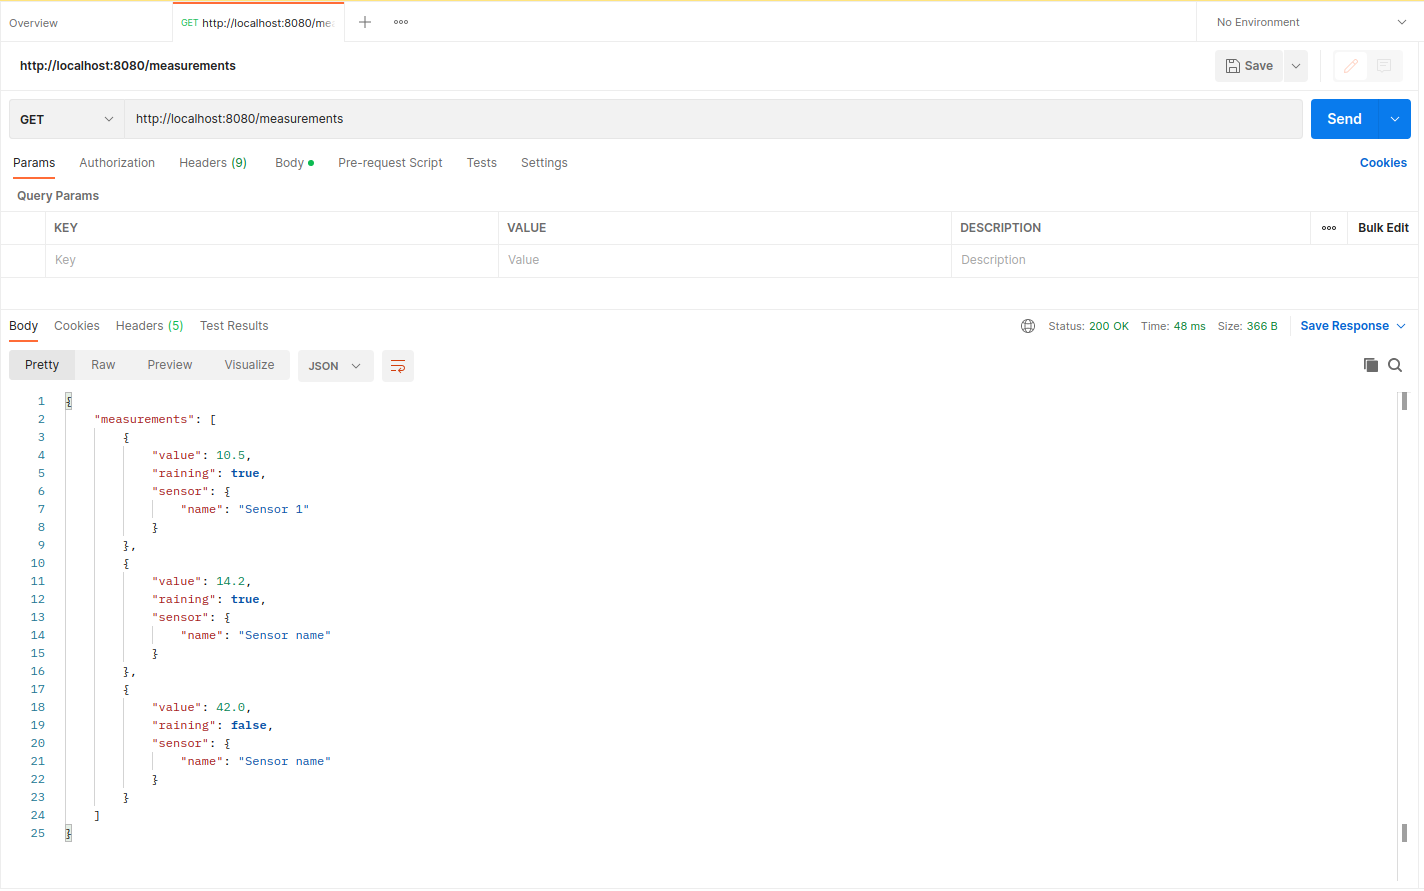 Overview
GET http://localhost:8080/me
No Environment
http://localhost:8080/measurements
Save
GET
http://localhost:8080/measurements
Send
Params Authorization Headers (9) Body Pre-request Script Tests Settings Cookies
Query Params
KEY VALUE DESCRIPTION Bulk Edit
Key Value Description
Body Cookies Headers (5) Test Results Status: 200 OK Time: 48 ms Size: 366 B Save Response
Pretty Raw Preview Visualize JSON
1 {
2 "measurements": [
3 {
4 "value": 10.5,
5 "raining": true,
6 "sensor": {
7 "name": "Sensor 1"
8 }
9 },
10 {
11 "value": 14.2,
12 "raining": true,
13 "sensor": {
14 "name": "Sensor name"
15 }
16 },
17 {
18 "value": 42.0,
19 "raining": false,
20 "sensor": {
21 "name": "Sensor name"
22 }
23 }
24 ]
25 }